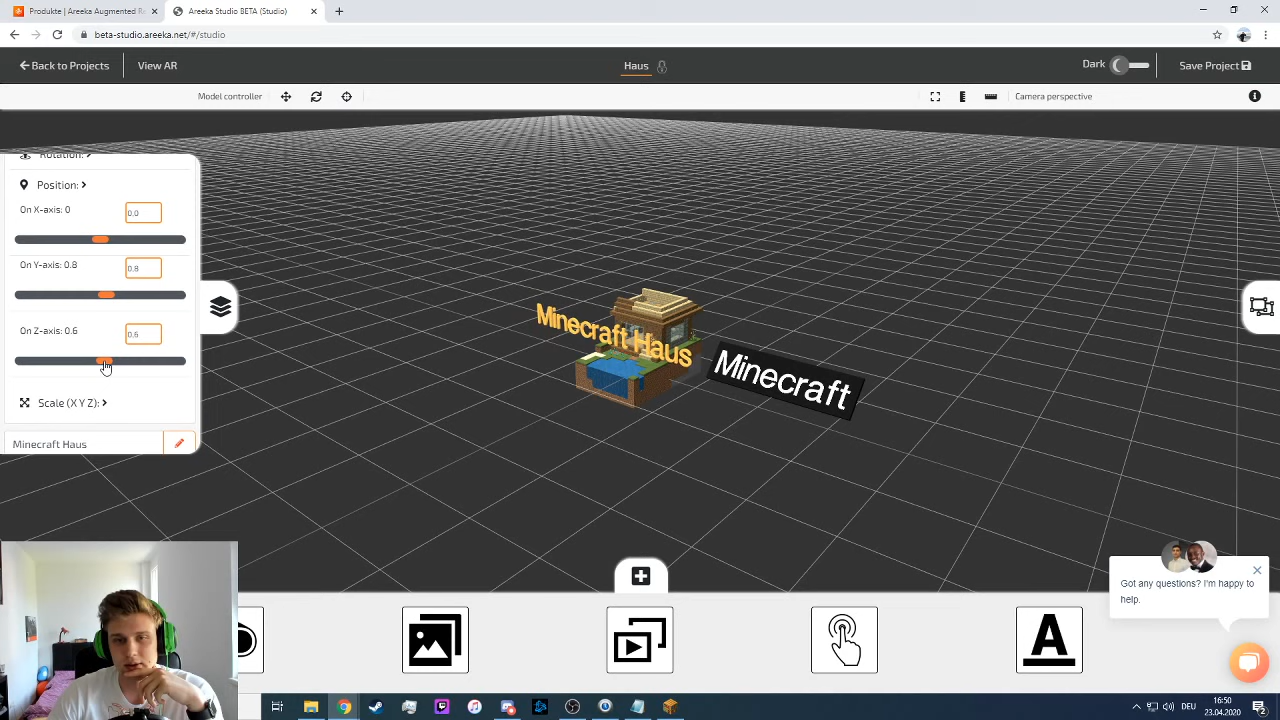 Produkte | Areeka Augmented Re
Areeka Studio BETA (Studio)
beta-studio.areeka.net/#/studio
Back to Projects
View AR
Haus
Dark
Save Project
Model controller
Camera perspective
Rotation:
Position:
On X-axis: 0
0.0
On Y-axis: 0.8
0.8
On Z-axis: 0.6
0.6
Scale (X Y Z):
Minecraft Haus
Minecraft Haus
Minecraft
Got any questions? I'm happy to
help.
A
DEU
16:50
23.04.2020
2